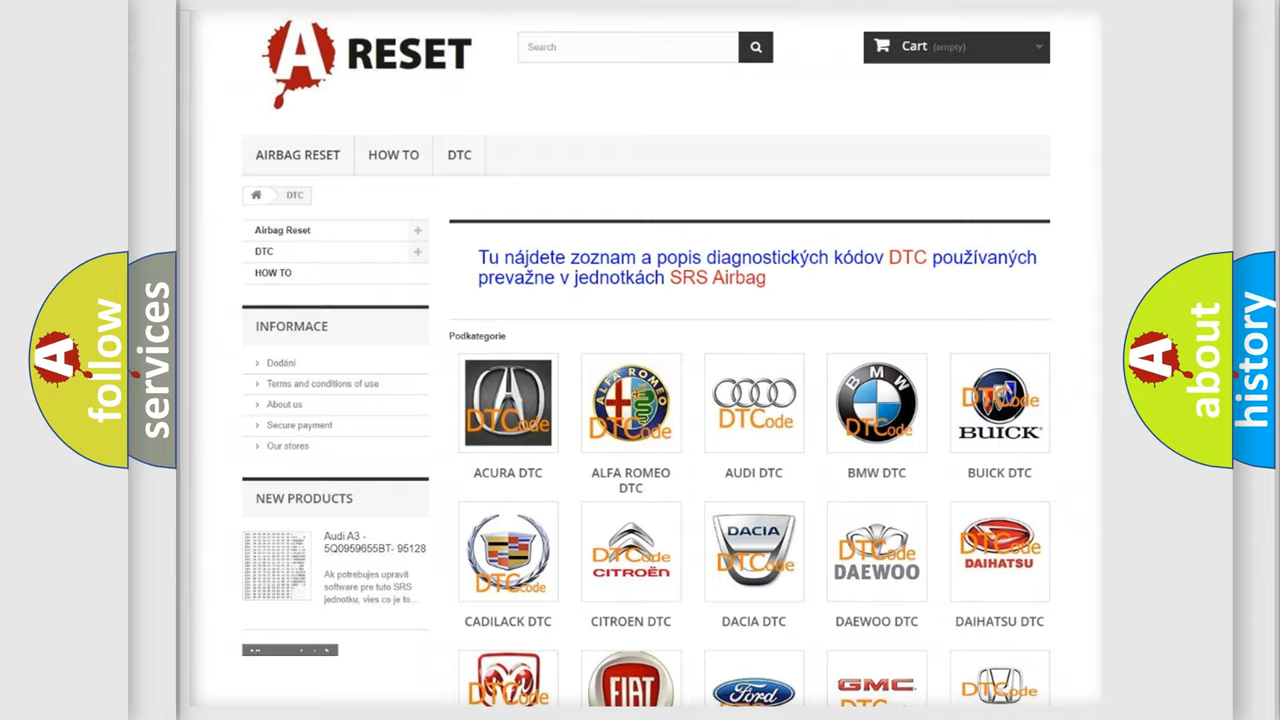 A RESET
Search
Cart (empty)
AIRBAG RESET
HOW TO
DTC
DTC
Airbag Reset
DTC
HOW TO
INFORMACE
Dodání
Terms and conditions of use
About us
Secure payment
Our stores
NEW PRODUCTS
Audi A3 -
5Q0959655BT- 95128
Ak potrebujes upravit
software pre tuto SRS
jednotku, vies co je to...
Tu nájdete zoznam a popis diagnostických kódov DTC používaných
prevažne v jednotkách SRS Airbag
Podkategorie
DTCode
ALFA ROMEO
DTCode
DTCode
BMW
DTCode
DTCode
BUICK
ACURA DTC
ALFA ROMEO
DTC
AUDI DTC
BMW DTC
BUICK DTC
DTCode
DTCode
CITROËN
DACIA
DTCode
DTCode
DAEWOO
DTCode
DAIHATSU
CADILACK DTC
CITROEN DTC
DACIA DTC
DAEWOO DTC
DAIHATSU DTC
DTCode
FIAT
Ford
GMC
DTCode
A follow
services
A about
history